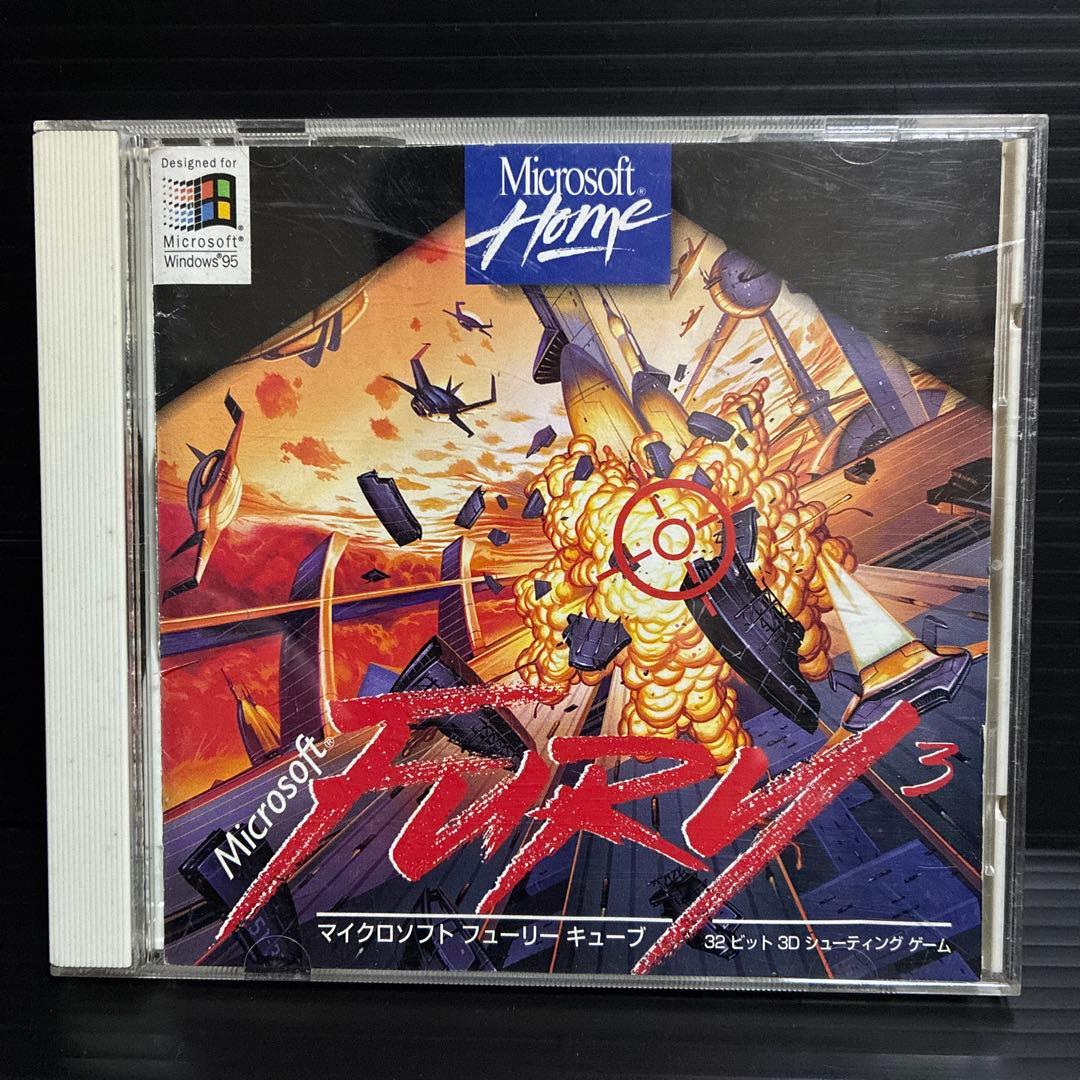 Designed for
Microsoft®
Windows®95
Microsoft®
Home
Microsoft®
FURY3
マイクロソフト フューリー キューブ
32 ビット 3D シューティング ゲーム